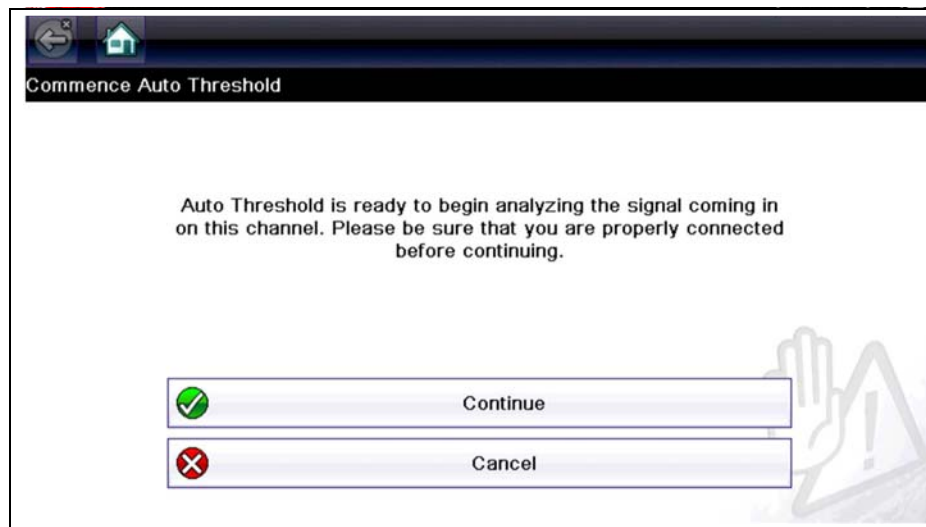 Commence Auto Threshold
Auto Threshold is ready to begin analyzing the signal coming in
on this channel. Please be sure that you are properly connected
before continuing.
Continue
Cancel